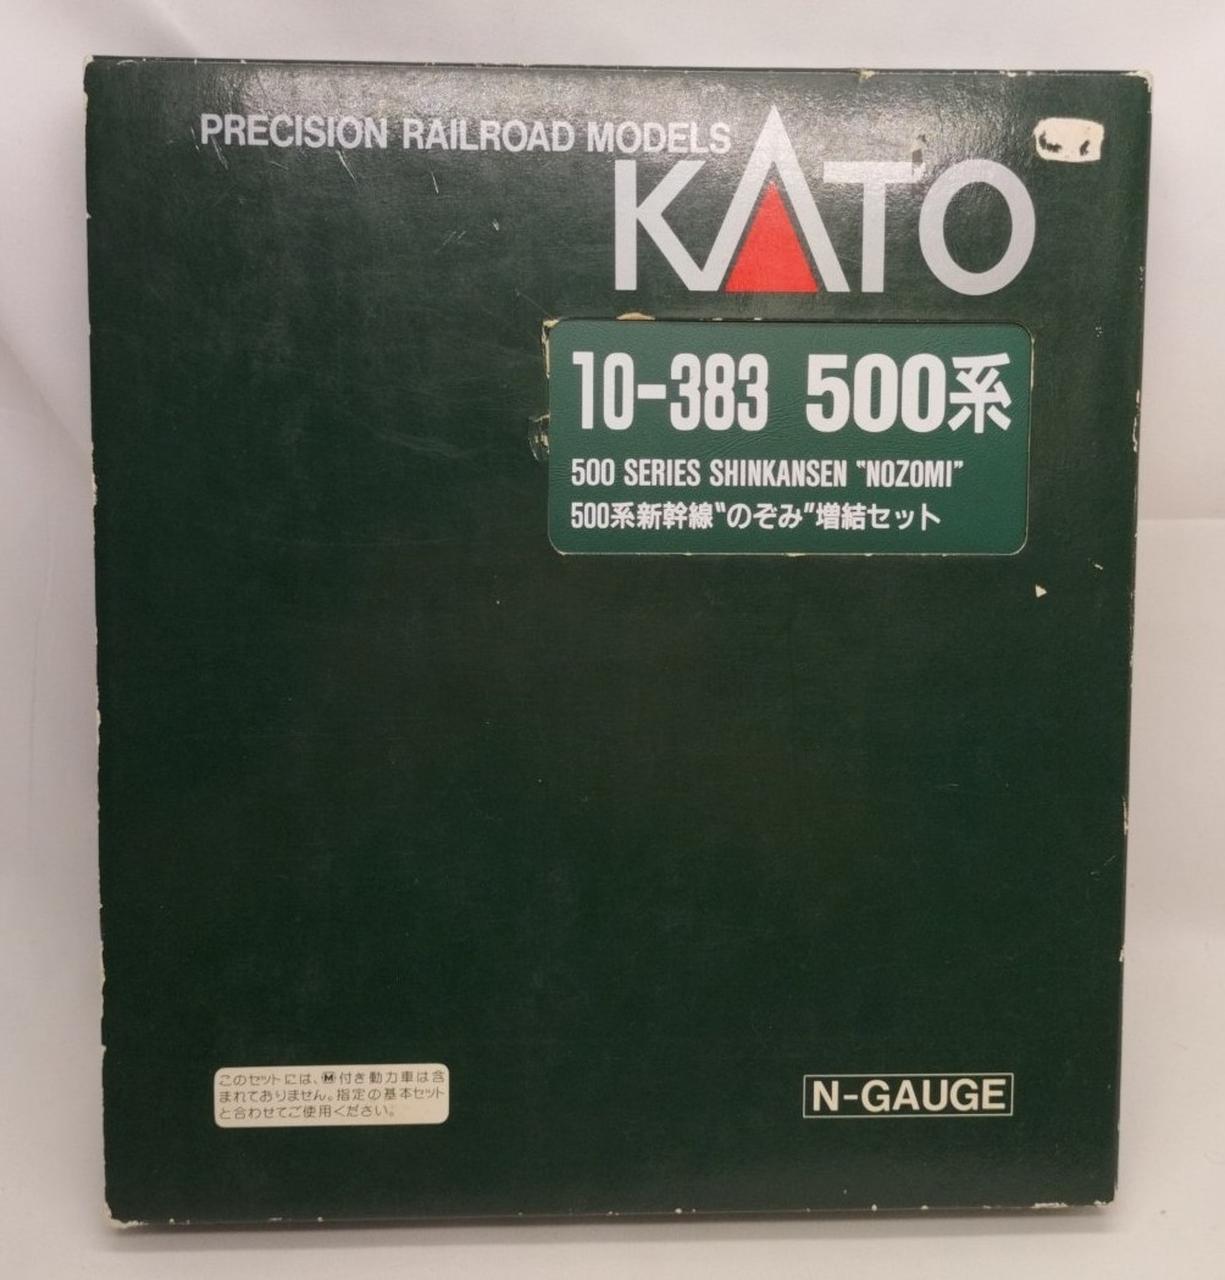 PRECISION RAILROAD MODELS
KATO
10-383 500系
500 SERIES SHINKANSEN "NOZOMI"
500系新幹線"のぞみ"増結セット
このセットには、Ⓜ付き動力車は含
まれておりません。指定の基本セット
と合わせてご使用ください。
N-GAUGE